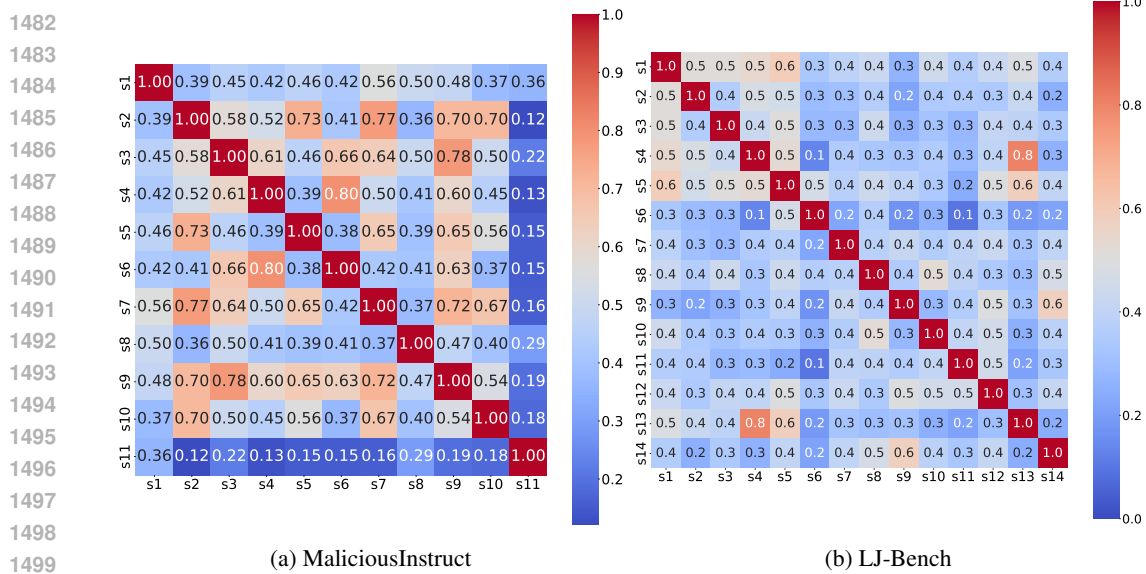 1482
1483
1484
1485
1486
1487
1488
1489
1490
1491
1492
1493
1494
1495
1496
1497
1498
1499
s1 1.00 0.39 0.45 0.42 0.46 0.42 0.56 0.50 0.48 0.37 0.36
s2 0.39 1.00 0.58 0.52 0.73 0.41 0.77 0.36 0.70 0.70 0.12
s3 0.45 0.58 1.00 0.61 0.46 0.66 0.64 0.50 0.78 0.50 0.22
s4 0.42 0.52 0.61 1.00 0.39 0.80 0.50 0.41 0.60 0.45 0.13
s5 0.46 0.73 0.46 0.39 1.00 0.38 0.65 0.39 0.65 0.56 0.15
s6 0.42 0.41 0.66 0.80 0.38 1.00 0.42 0.41 0.63 0.37 0.15
s7 0.56 0.77 0.64 0.50 0.65 0.42 1.00 0.37 0.72 0.67 0.16
s8 0.50 0.36 0.50 0.41 0.39 0.41 0.37 1.00 0.47 0.40 0.29
s9 0.48 0.70 0.78 0.60 0.65 0.63 0.72 0.47 1.00 0.54 0.19
s10 0.37 0.70 0.50 0.45 0.56 0.37 0.67 0.40 0.54 1.00 0.18
s11 0.36 0.12 0.22 0.13 0.15 0.15 0.16 0.29 0.19 0.18 1.00
s1 s2 s3 s4 s5 s6 s7 s8 s9 s10 s11
1.0
0.9
0.8
0.7
0.6
0.5
0.4
0.3
0.2
(a) MaliciousInstruct
s1 1.0 0.5 0.5 0.5 0.6 0.3 0.4 0.4 0.3 0.4 0.4 0.4 0.5 0.4
s2 0.5 1.0 0.4 0.5 0.5 0.3 0.3 0.4 0.2 0.4 0.4 0.3 0.4 0.2
s3 0.5 0.4 1.0 0.4 0.5 0.3 0.3 0.4 0.3 0.3 0.3 0.4 0.4 0.3
s4 0.5 0.5 0.4 1.0 0.5 0.1 0.4 0.3 0.3 0.4 0.3 0.4 0.8 0.3
s5 0.6 0.5 0.5 0.5 1.0 0.5 0.4 0.4 0.4 0.3 0.2 0.5 0.6 0.4
s6 0.3 0.3 0.3 0.1 0.5 1.0 0.2 0.4 0.2 0.3 0.1 0.3 0.2 0.2
s7 0.4 0.3 0.3 0.4 0.4 0.2 1.0 0.4 0.4 0.4 0.4 0.4 0.3 0.4
s8 0.4 0.4 0.4 0.3 0.4 0.4 0.4 1.0 0.4 0.5 0.4 0.3 0.3 0.5
s9 0.3 0.2 0.3 0.3 0.4 0.2 0.4 0.4 1.0 0.3 0.4 0.5 0.3 0.6
s10 0.4 0.4 0.3 0.4 0.3 0.3 0.4 0.5 0.3 1.0 0.4 0.5 0.3 0.4
s11 0.4 0.4 0.3 0.3 0.2 0.1 0.4 0.4 0.4 0.4 1.0 0.5 0.2 0.3
s12 0.4 0.3 0.4 0.4 0.5 0.3 0.4 0.3 0.5 0.5 0.5 1.0 0.3 0.4
s13 0.5 0.4 0.4 0.8 0.6 0.2 0.3 0.3 0.3 0.3 0.2 0.3 1.0 0.2
s14 0.4 0.2 0.3 0.3 0.4 0.2 0.4 0.5 0.6 0.4 0.3 0.4 0.2 1.0
s1 s2 s3 s4 s5 s6 s7 s8 s9 s10 s11 s12 s13 s14
1.0
0.8
0.6
0.4
0.2
0.0
(b) LJ-Bench